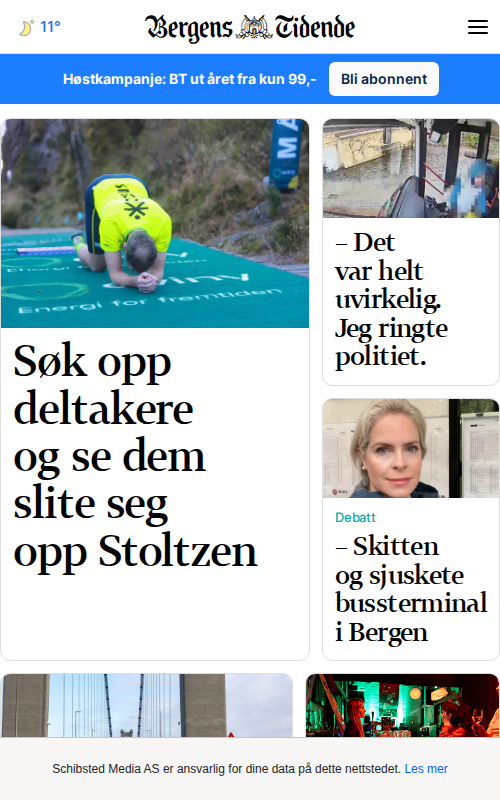 11°
Bergens Tidende
Høstkampanje: BT ut året fra kun 99,-
Bli abonnent
Energi for fremtiden
Søk opp
deltakere
og se dem
slite seg
opp Stoltzen
– Det
var helt
uvirkelig.
Jeg ringte
politiet.
Debatt
– Skitten
og sjuskete
bussterminal
i Bergen
Schibsted Media AS er ansvarlig for dine data på dette nettstedet. Les mer